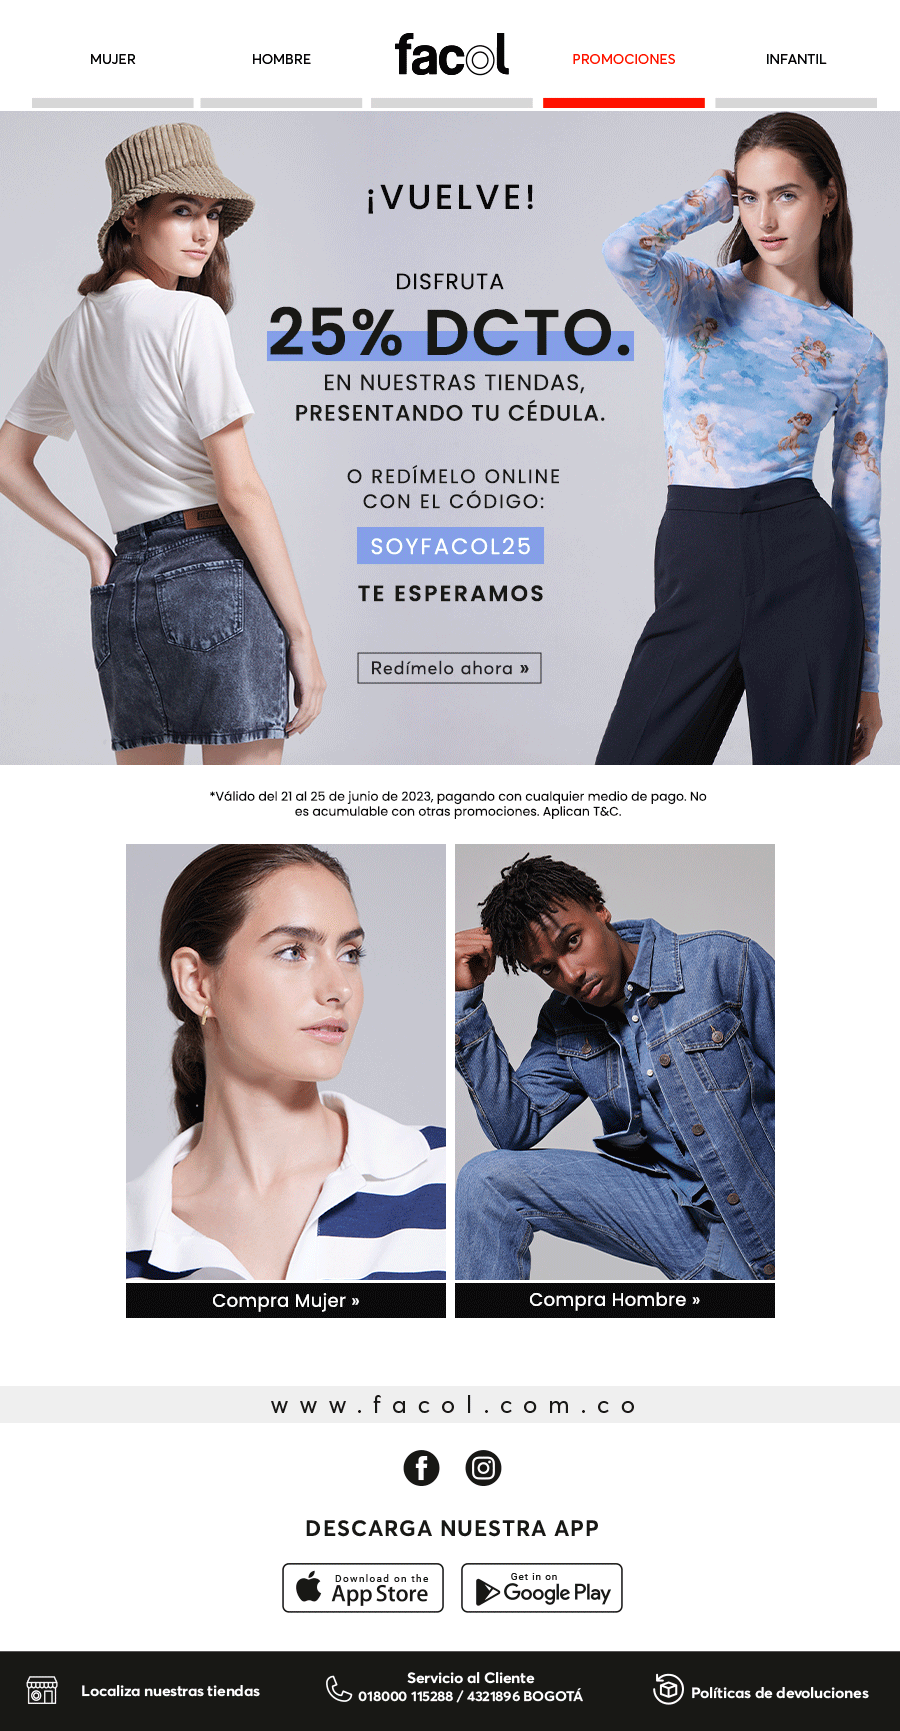 MUJER
HOMBRE
facol
PROMOCIONES
INFANTIL
¡VUELVE!
DISFRUTA
25% DCTO.
EN NUESTRAS TIENDAS,
PRESENTANDO TU CÉDULA.
O REDÍMELO ONLINE
CON EL CÓDIGO:
SOYFACOL25
TE ESPERAMOS
Redímelo ahora »
*Válido del 21 al 25 de junio de 2023, pagando con cualquier medio de pago. No
es acumulable con otras promociones. Aplican T&C.
Compra Mujer »
Compra Hombre »
www.facol.com.co
DESCARGA NUESTRA APP
Download on the
App Store
Get in on
Google Play
Localiza nuestras tiendas
Servicio al Cliente
018000 115288 / 4321896 BOGOTÁ
Políticas de devoluciones